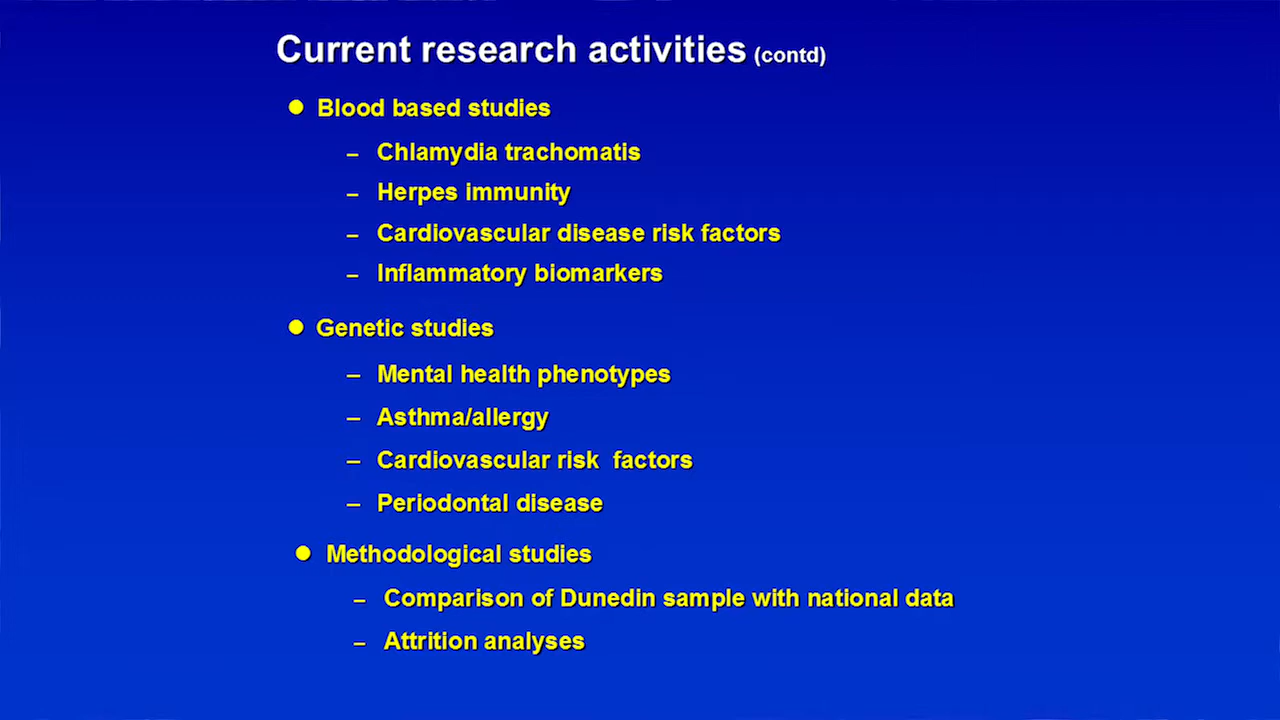 Current research activities (contd)
● Blood based studies
– Chlamydia trachomatis
– Herpes immunity
– Cardiovascular disease risk factors
– Inflammatory biomarkers
● Genetic studies
– Mental health phenotypes
– Asthma/allergy
– Cardiovascular risk factors
– Periodontal disease
● Methodological studies
– Comparison of Dunedin sample with national data
– Attrition analyses